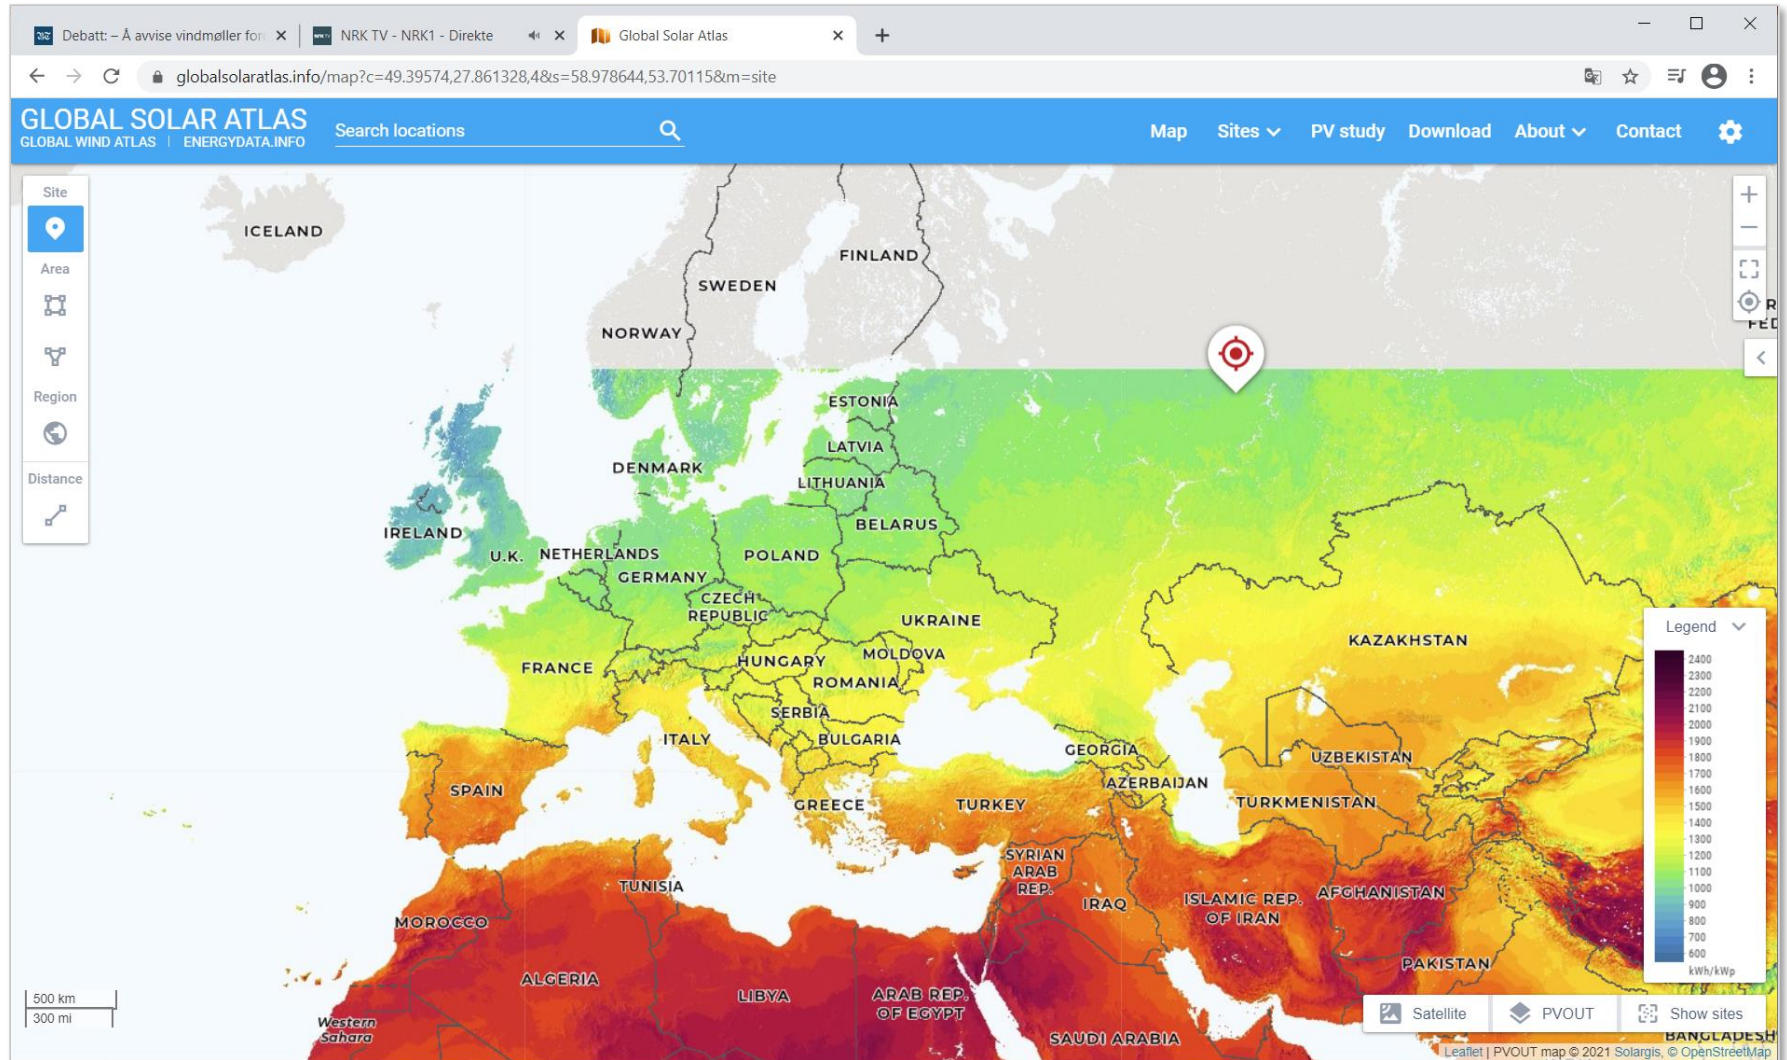 Debatt: – Å avvise vindmøller for
NRK TV - NRK1 - Direkte
Global Solar Atlas
globalsolaratlas.info/map?c=49.39574,27.861328,4&s=58.978644,53.70115&m=site
GLOBAL SOLAR ATLAS
GLOBAL WIND ATLAS | ENERGYDATA.INFO
Search locations
Map
Sites
PV study
Download
About
Contact
Site
Area
Region
Distance
ICELAND
FINLAND
SWEDEN
NORWAY
R
FED
ESTONIA
LATVIA
DENMARK
LITHUANIA
BELARUS
IRELAND
U.K.
NETHERLANDS
POLAND
GERMANY
CZECH
REPUBLIC
UKRAINE
KAZAKHSTAN
FRANCE
HUNGARY
MOLDOVA
ROMANIA
SERBIA
ITALY
BULGARIA
GEORGIA
UZBEKISTAN
SPAIN
AZERBAIJAN
GREECE
TURKEY
TURKMENISTAN
SYRIAN
ARAB
REP.
TUNISIA
IRAQ
ISLAMIC REP.
OF IRAN
AFGHANISTAN
MOROCCO
PAKISTAN
ALGERIA
LIBYA
ARAB REP.
OF EGYPT
Western
Sahara
SAUDI ARABIA
BANGLADESH
Legend
2400
2300
2200
2100
2000
1900
1800
1700
1600
1500
1400
1300
1200
1100
1000
900
800
700
600
kWh/kWp
500 km
300 mi
Satellite
PVOUT
Show sites
Leaflet | PVOUT map © 2021 Solargis, © OpenStreetMap